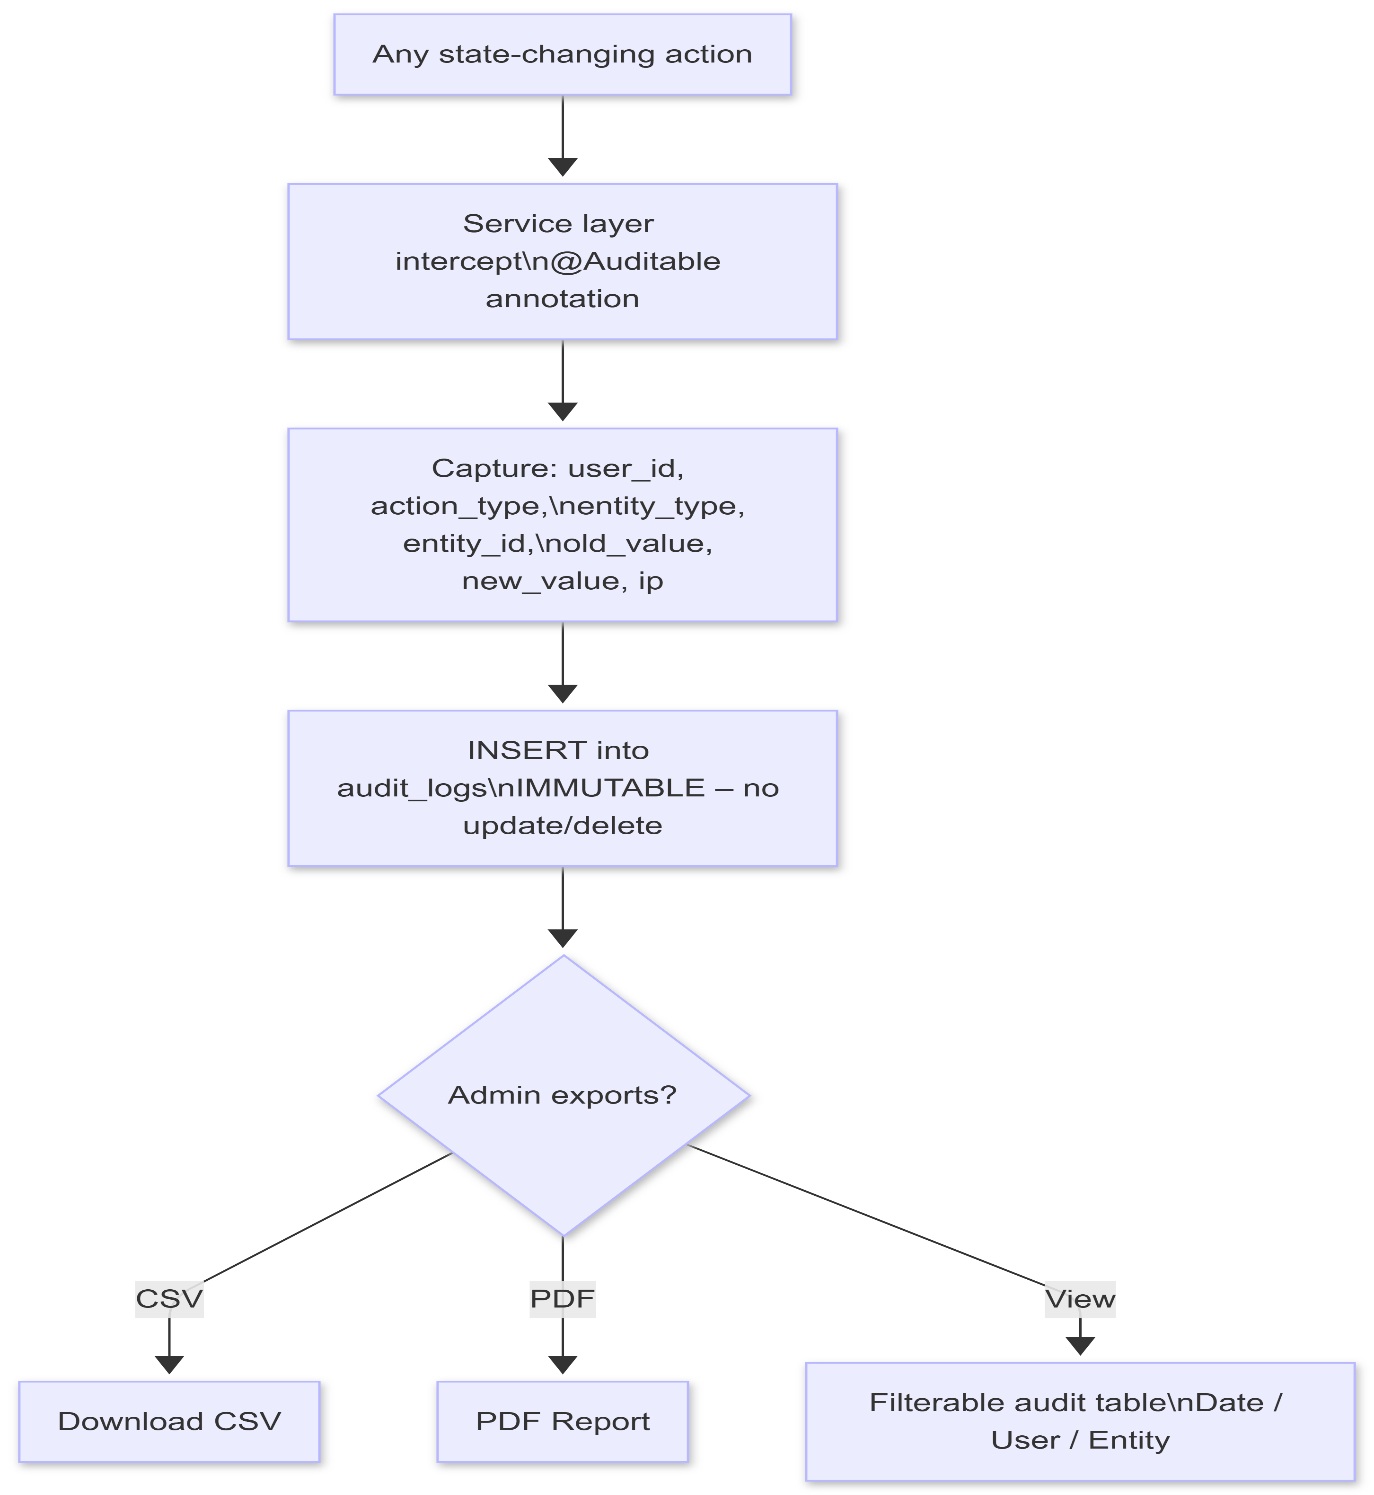 Any state-changing action
Service layer
intercept\n@Auditable
annotation
Capture: user_id,
action_type,\nentity_type,
entity_id,\nold_value,
new_value, ip
INSERT into
audit_logs\nIMMUTABLE – no
update/delete
Admin exports?
CSV
PDF
View
Download CSV
PDF Report
Filterable audit table\nDate /
User / Entity